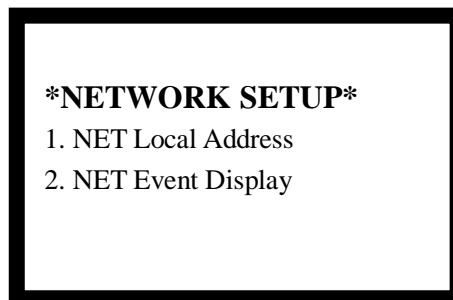 *NETWORK SETUP*
1. NET Local Address
2. NET Event Display